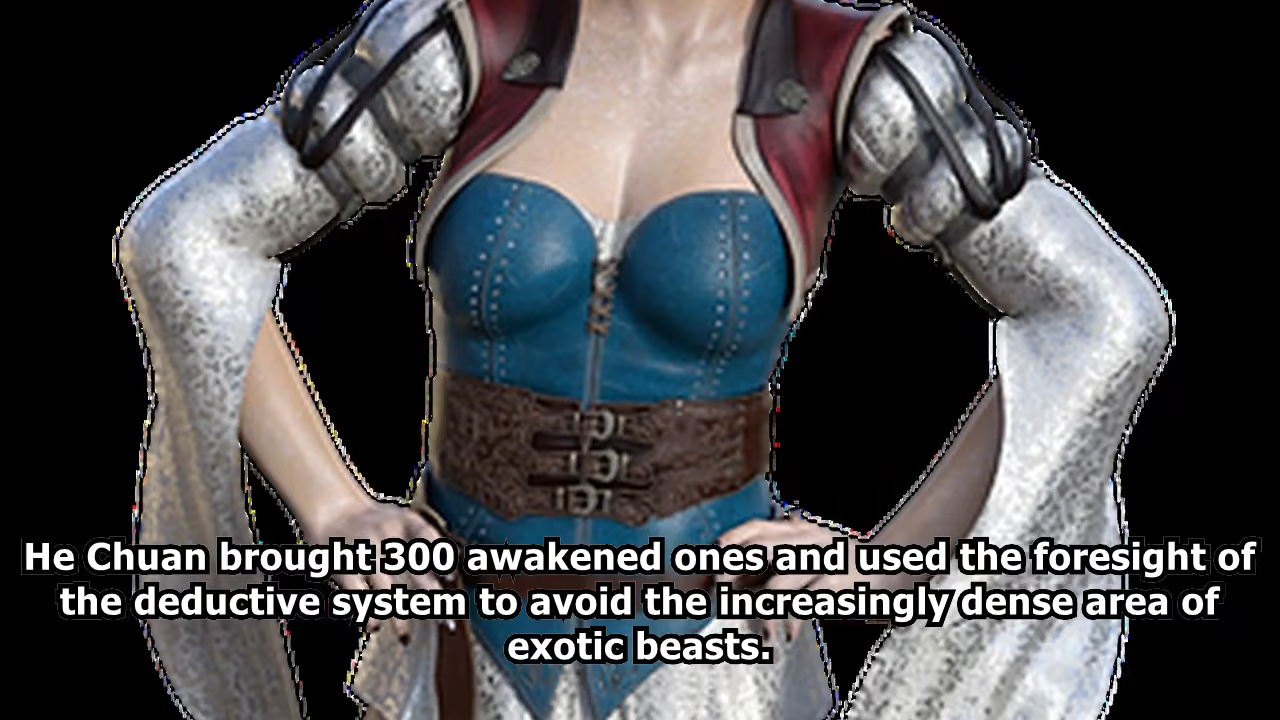 He Chuan brought 300 awakened ones and used the foresight of
the deductive system to avoid the increasingly dense area of
exotic beasts.